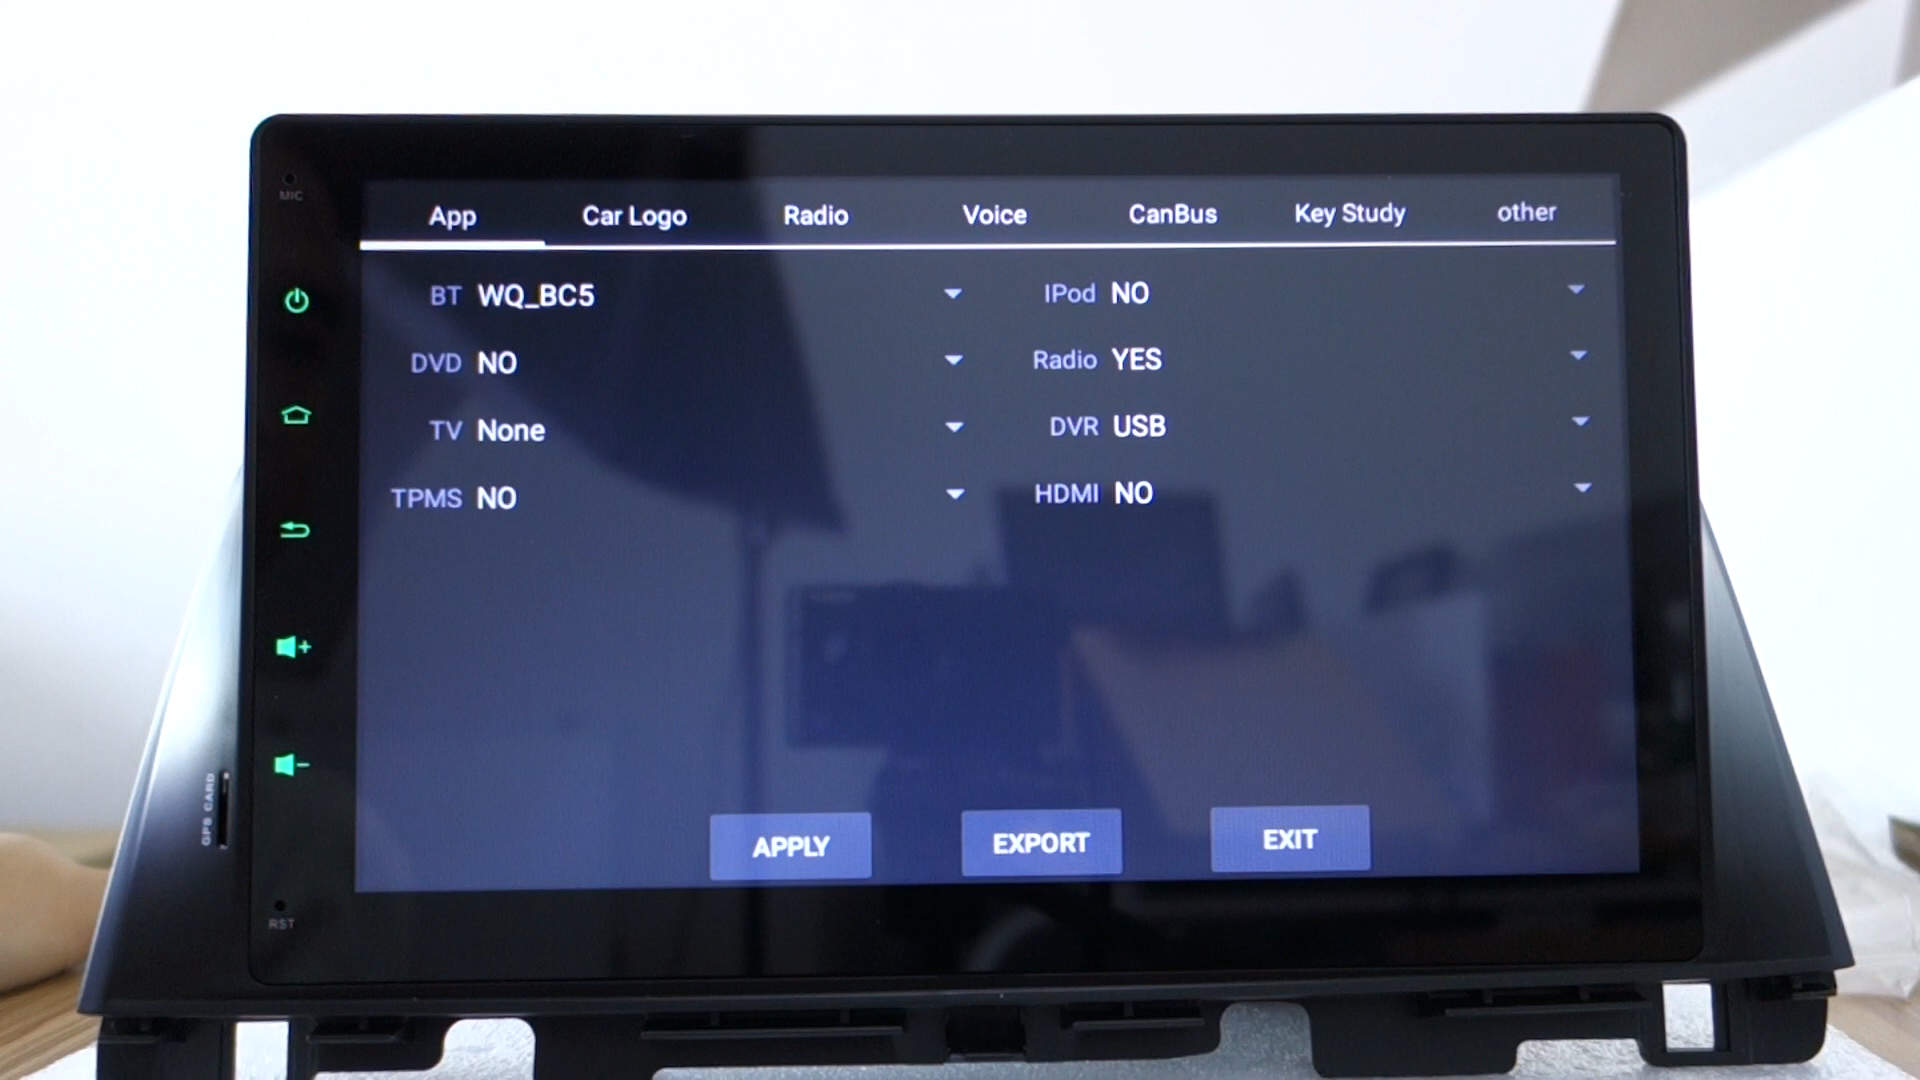 MIC
App Car Logo Radio Voice CanBus Key Study other
BT WQ_BC5 IPod NO
DVD NO Radio YES
TV None DVR USB
TPMS NO HDMI NO
APPLY EXPORT EXIT
GPS CARD
RST